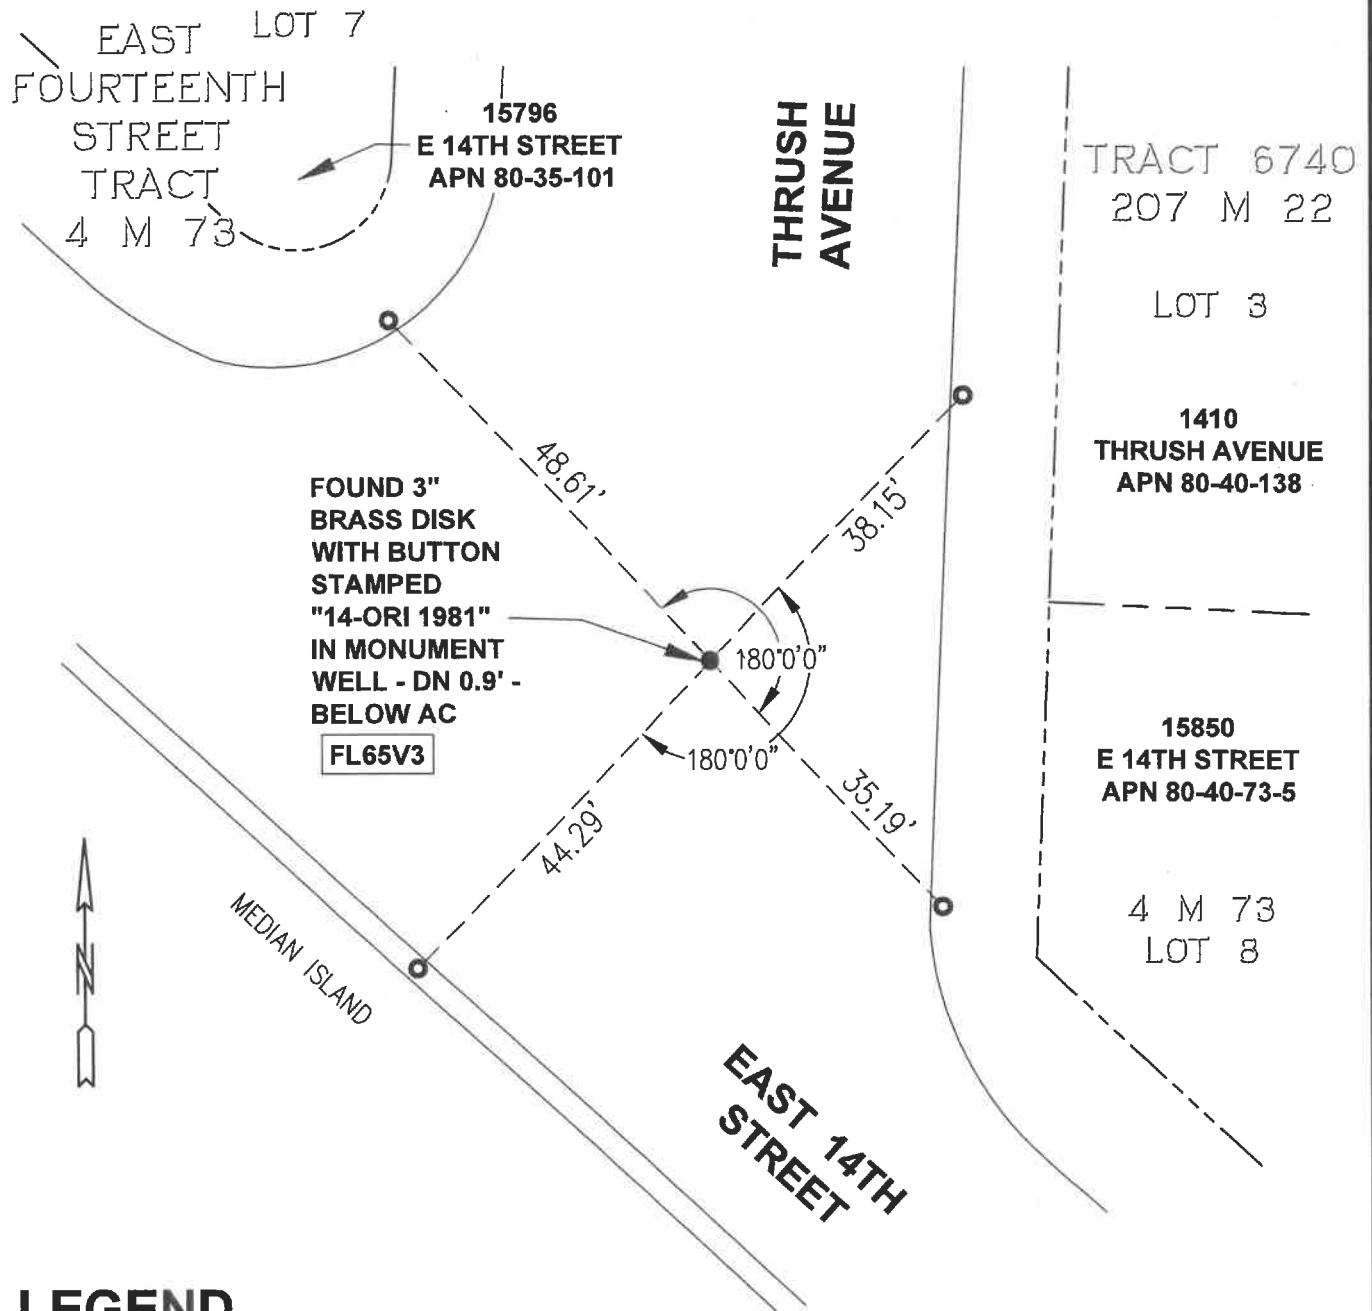 LOT 7
EAST
FOURTEENTH
STREET
TRACT
4 M 73
15796
E 14TH STREET
APN 80-35-101
THRUSH
AVENUE
TRACT 6740
207 M 22
LOT 3
1410
THRUSH AVENUE
APN 80-40-138
48.61'
38.15'
FOUND 3"
BRASS DISK
WITH BUTTON
STAMPED
"14-ORI 1981"
IN MONUMENT
WELL - DN 0.9' -
BELOW AC
FL65V3
180°0'0"
180°0'0"
15850
E 14TH STREET
APN 80-40-73-5
35.19'
44.29'
MEDIAN ISLAND
N
4 M 73
LOT 8
EAST 14TH
STREET
LEGEND